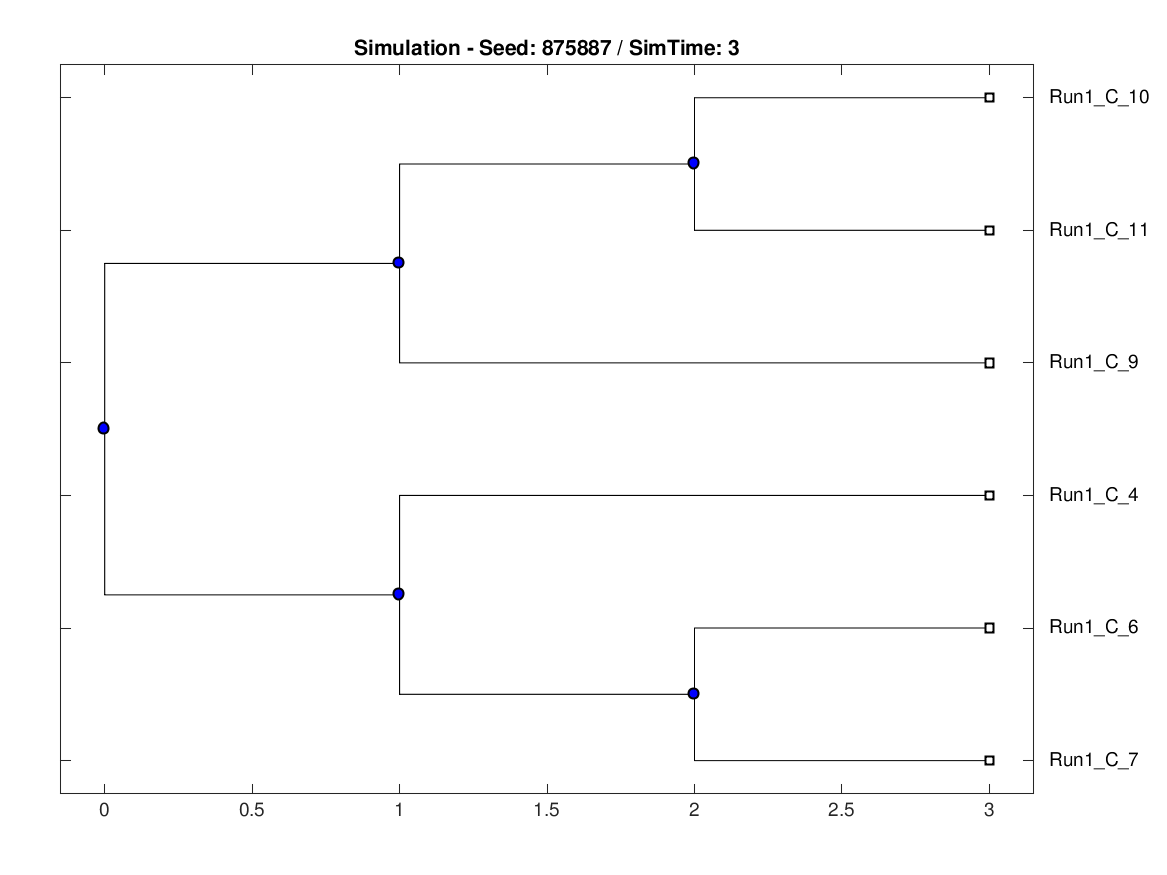 Simulation - Seed: 875887 / SimTime: 3
Run1_C_10
Run1_C_11
Run1_C_9
Run1_C_4
Run1_C_6
Run1_C_7
0 0.5 1 1.5 2 2.5 3